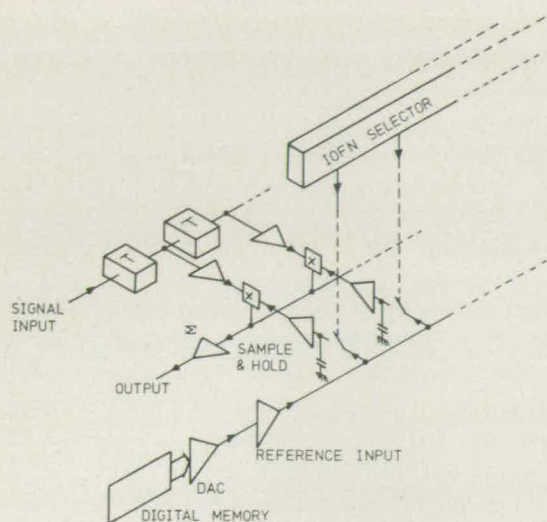 IOFN SELECTOR
T
T
SIGNAL
INPUT
X
X
Σ
SAMPLE
& HOLD
OUTPUT
REFERENCE INPUT
DAC
DIGITAL MEMORY